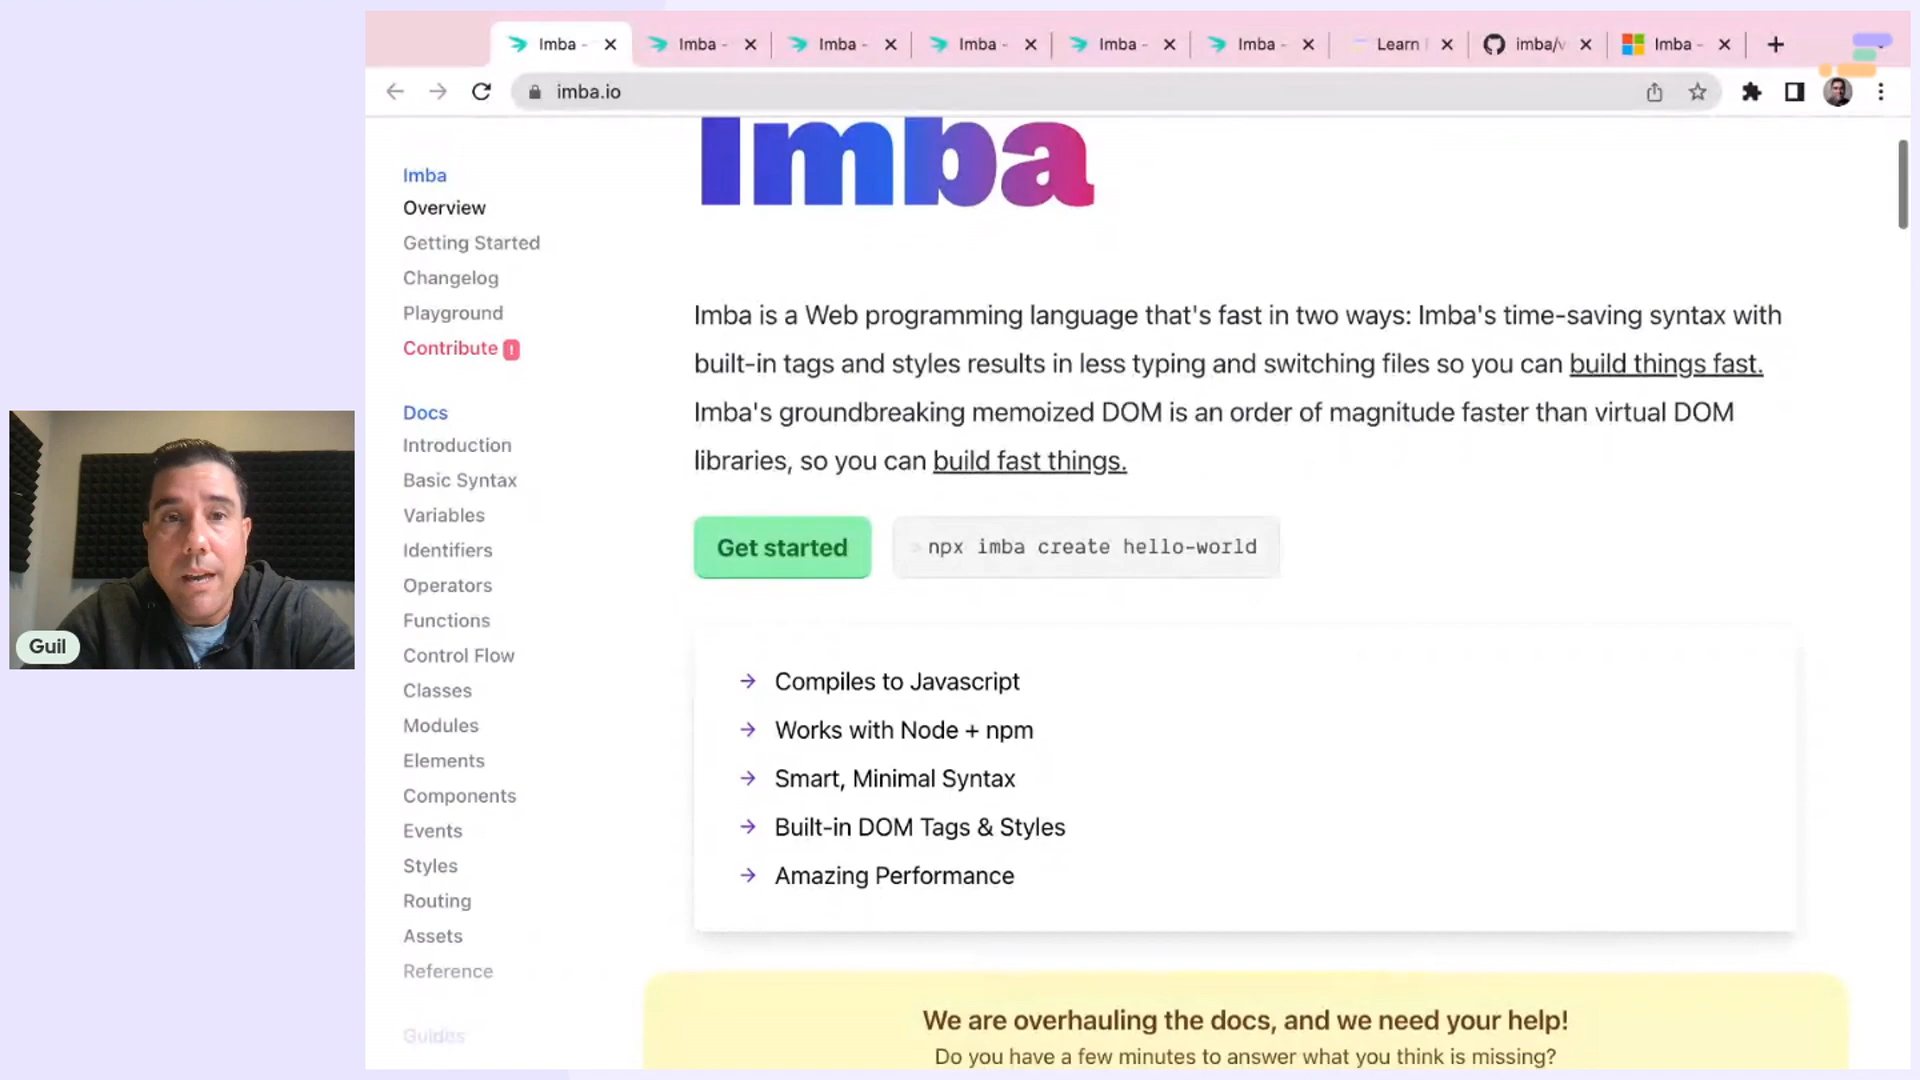 Imba -
Imba -
Imba -
Imba -
Imba -
Imba -
Learn
imba/v
Imba -
imba.io
Imba
Overview
Getting Started
Changelog
Playground
Contribute !
Docs
Introduction
Basic Syntax
Variables
Identifiers
Operators
Functions
Control Flow
Classes
Modules
Elements
Components
Events
Styles
Routing
Assets
Reference
Guides
Imba
Imba is a Web programming language that's fast in two ways: Imba's time-saving syntax with
built-in tags and styles results in less typing and switching files so you can build things fast.
Imba's groundbreaking memoized DOM is an order of magnitude faster than virtual DOM
libraries, so you can build fast things.
Get started
npx imba create hello-world
Compiles to Javascript
Works with Node + npm
Smart, Minimal Syntax
Built-in DOM Tags & Styles
Amazing Performance
We are overhauling the docs, and we need your help!
Do you have a few minutes to answer what you think is missing?
Guil